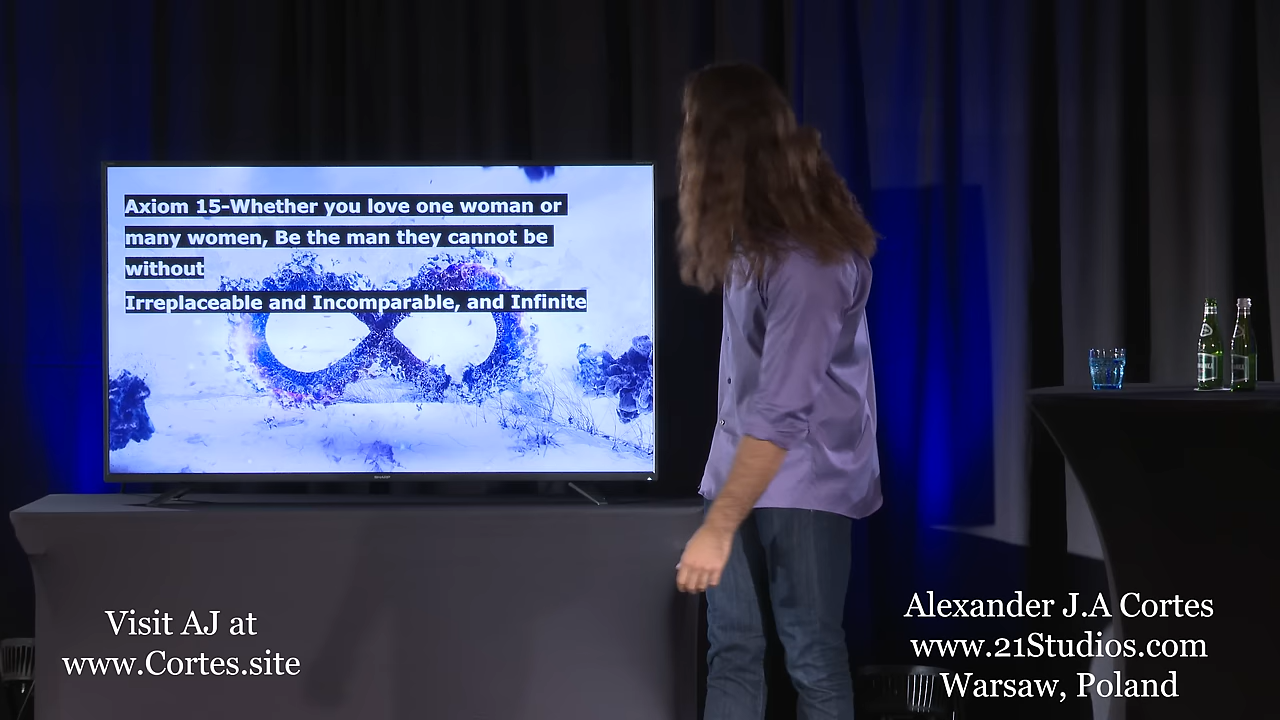 Axiom 15-Whether you love one woman or
many women, Be the man they cannot be
without
Irreplaceable and Incomparable, and Infinite
SHARP
Visit AJ at
www.Cortes.site
Alexander J.A Cortes
www.21Studios.com
Warsaw, Poland